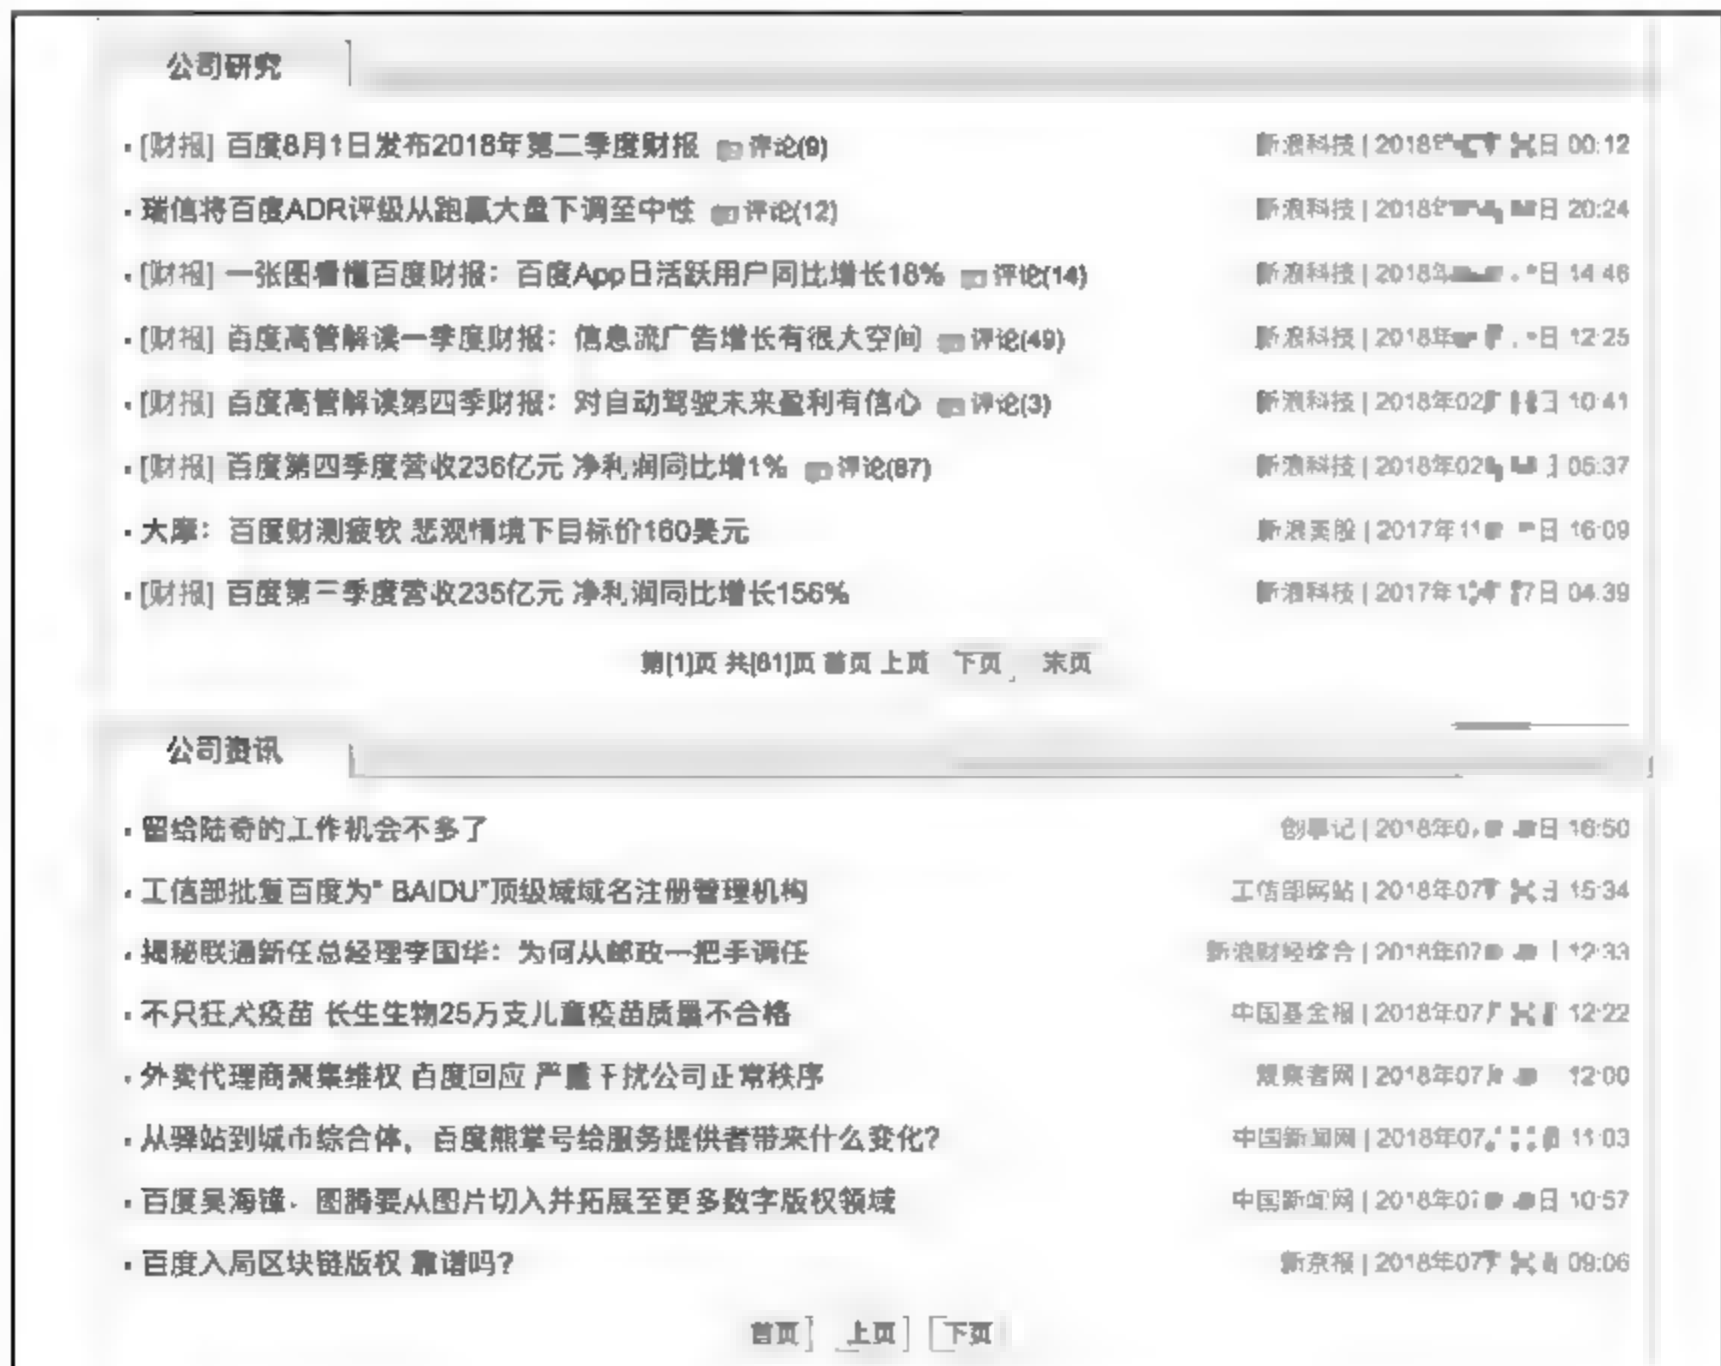 公司研究
[财报] 百度8月1日发布2018年第二季度财报 评论(9) 新浪科技 | 2018 日 00:12
瑞信将百度ADR评级从跑赢大盘下调至中性 评论(12) 新浪科技 | 2018 日 20:24
[财报] 一张图看懂百度财报：百度App日活跃用户同比增长18% 评论(14) 新浪科技 | 2018年 日 14:46
[财报] 百度高管解读一季度财报：信息流广告增长有很大空间 评论(49) 新浪科技 | 2018年 日 12:25
[财报] 百度高管解读第四季财报：对自动驾驶未来盈利有信心 评论(3) 新浪科技 | 2018年02 日 10:41
[财报] 百度第四季度营收236亿元 净利润同比增1% 评论(87) 新浪科技 | 2018年02 05:37
大摩：百度财测疲软 悲观情境下目标价160美元 新浪美股 | 2017年11 日 16:09
[财报] 百度第三季度营收235亿元 净利润同比增长156% 新浪科技 | 2017年 7日 04:39
第[1]页 共[61]页 首页 上页 下页 末页
公司资讯
留给陆奇的工作机会不多了 创事记 | 2018年0 日 16:50
工信部批复百度为" BAIDU"顶级域域名注册管理机构 工信部网站 | 2018年07 日 15:34
揭秘联通新任总经理李国华：为何从邮政一把手调任 新浪财经综合 | 2018年07 12:33
不只狂犬疫苗 长生生物25万支儿童疫苗质量不合格 中国基金报 | 2018年07 12:22
外卖代理商聚集维权 百度回应 严重干扰公司正常秩序 观察者网 | 2018年07 12:00
从驿站到城市综合体，百度熊掌号给服务提供者带来什么变化? 中国新闻网 | 2018年07 11:03
百度吴海锋：图腾要从图片切入并拓展至更多数字版权领域 中国新闻网 | 2018年07 日 10:57
百度入局区块链版权 靠谱吗? 新京报 | 2018年07 09:06
首页 上页 下页